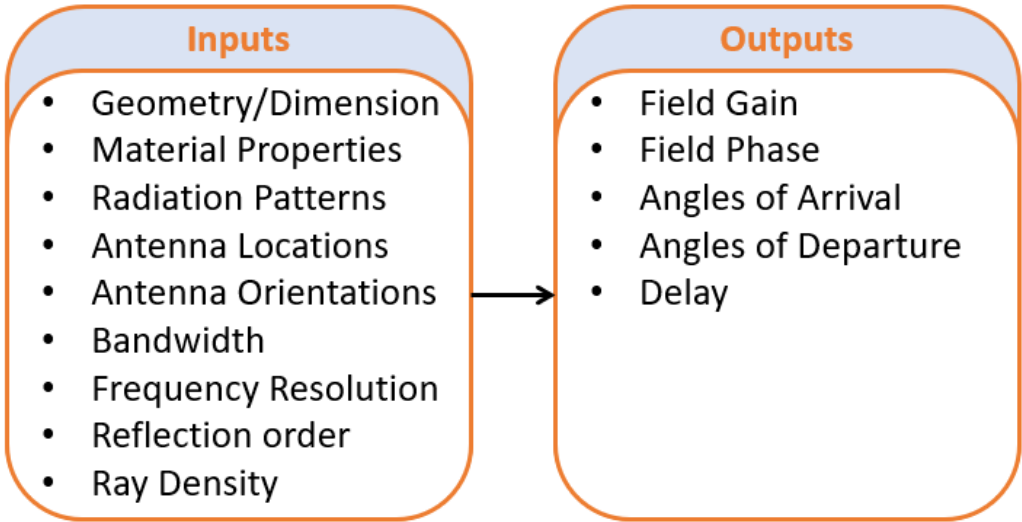 Inputs
• Geometry/Dimension
• Material Properties
• Radiation Patterns
• Antenna Locations
• Antenna Orientations
• Bandwidth
• Frequency Resolution
• Reflection order
• Ray Density
Outputs
• Field Gain
• Field Phase
• Angles of Arrival
• Angles of Departure
• Delay